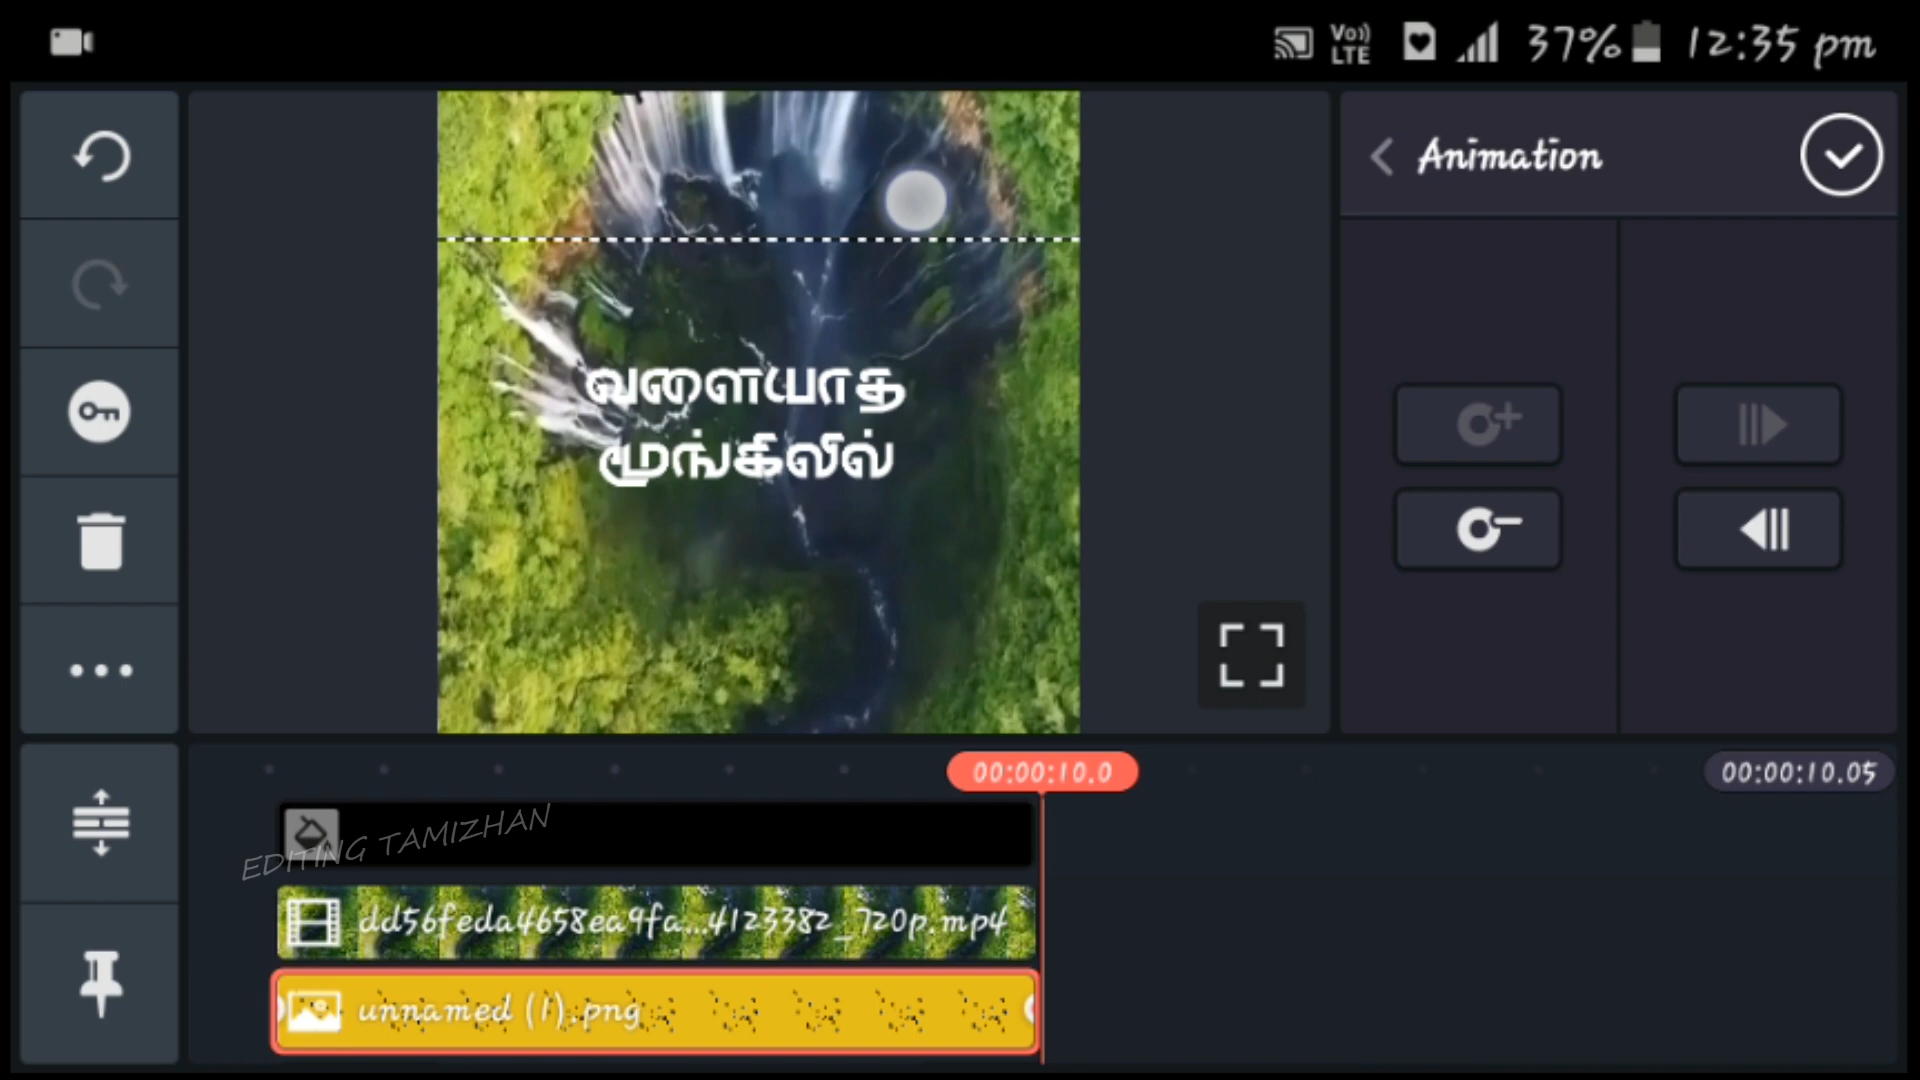 Vo))
LTE
37%
12:35 pm
Animation
வளையாத
மூங்கிலில்
00:00:10.0
00:00:10.05
EDITING TAMIZHAN
dd56feda4658ea9fa...4123382_720p.mp4
unnamed (1).png